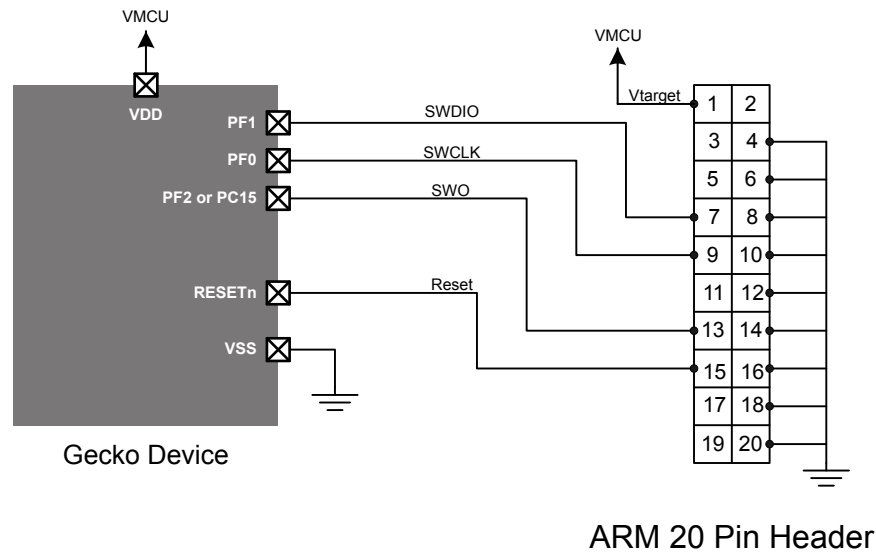 VMCU
VDD
PF1
PF0
PF2 or PC15
RESETn
VSS
Gecko Device
SWDIO
SWCLK
SWO
Reset
VMCU
Vtarget
1 2
3 4
5 6
7 8
9 10
11 12
13 14
15 16
17 18
19 20
ARM 20 Pin Header